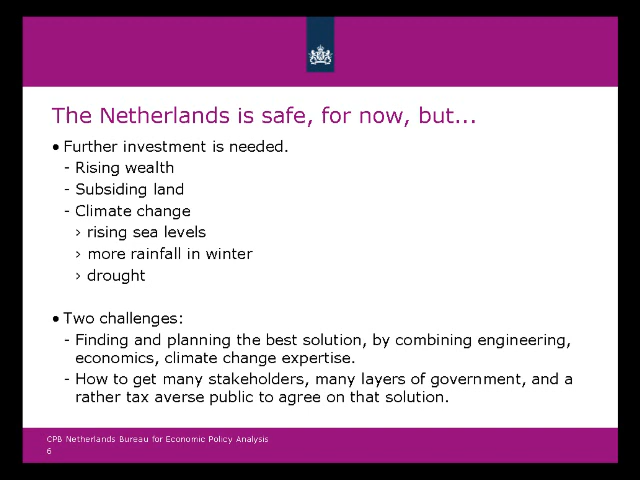 The Netherlands is safe, for now, but...
• Further investment is needed.
- Rising wealth
- Subsiding land
- Climate change
› rising sea levels
› more rainfall in winter
› drought
• Two challenges:
- Finding and planning the best solution, by combining engineering,
economics, climate change expertise.
- How to get many stakeholders, many layers of government, and a
rather tax averse public to agree on that solution.
CPB Netherlands Bureau for Economic Policy Analysis
6